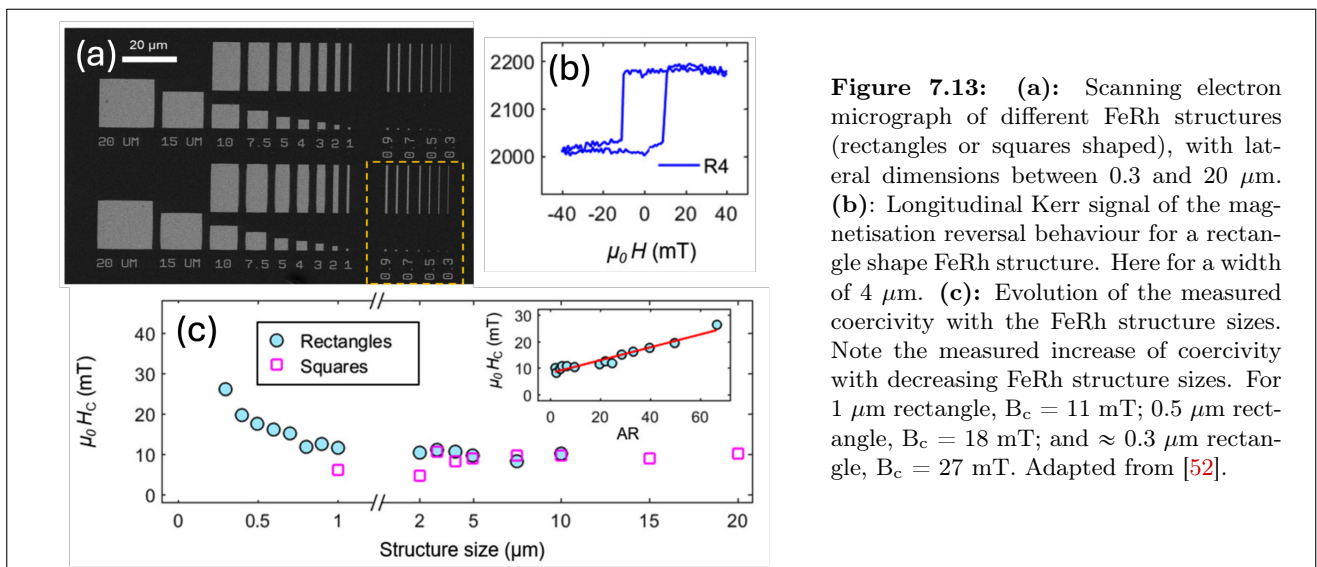 (a)
20 µm
20 UM 15 UM 10 7.5 5 4 3 2 1
0.9 0.7 0.5 0.3
20 UM 15 UM 10 7.5 5 4 3 2 1
0.9 0.7 0.5 0.3
(b)
2200
2100
2000
R4
-40 -20 0 20 40
µ0 H (mT)
Figure 7.13: (a): Scanning electron
micrograph of different FeRh structures
(rectangles or squares shaped), with lat-
eral dimensions between 0.3 and 20 µm.
(b): Longitudinal Kerr signal of the mag-
netisation reversal behaviour for a rectan-
gle shape FeRh structure. Here for a width
of 4 µm. (c): Evolution of the measured
coercivity with the FeRh structure sizes.
Note the measured increase of coercivity
with decreasing FeRh structure sizes. For
1 µm rectangle, Bc = 11 mT; 0.5 µm rect-
angle, Bc = 18 mT; and ≈ 0.3 µm rectan-
gle, Bc = 27 mT. Adapted from [52].
(c)
Rectangles
Squares
µ0 HC (mT)
40
30
20
10
0
0 0.5 1 2 5 10 15 20
Structure size (µm)
µ0 HC (mT)
30
20
10
0
0 20 40 60
AR